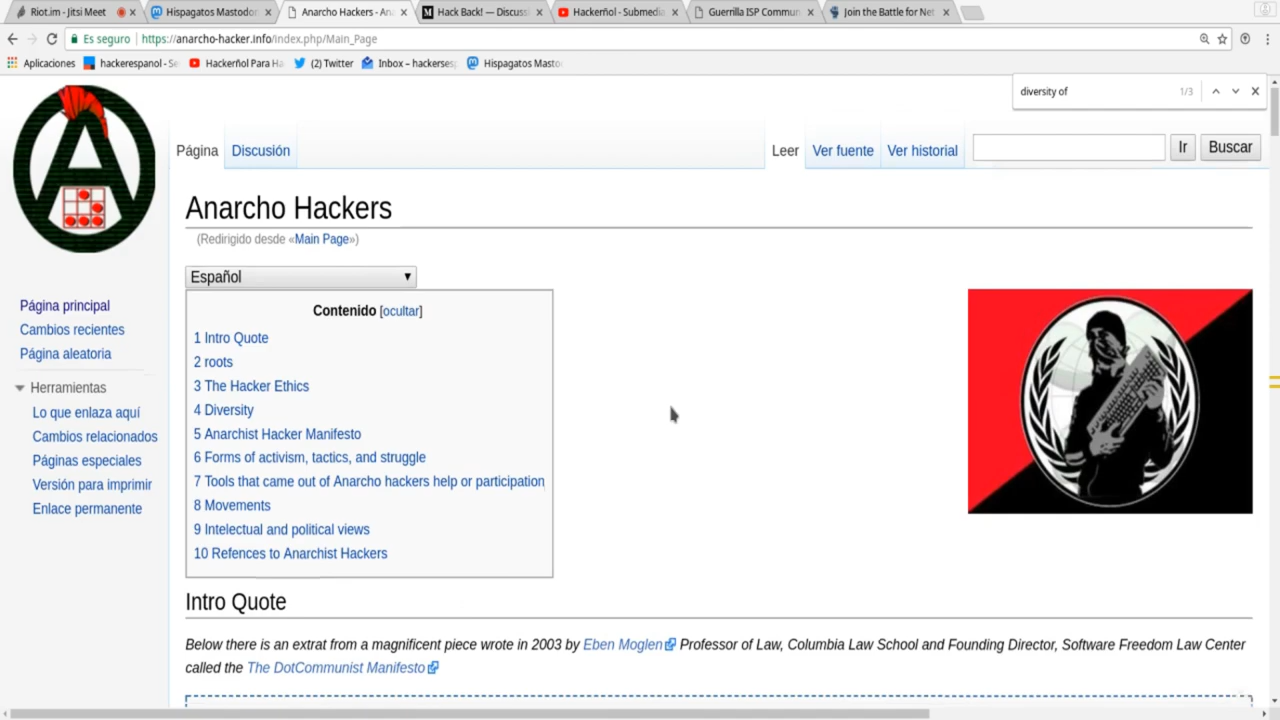 Riot.im - Jitsi Meet
Hispagatos Mastodon
Anarcho Hackers - An
Hack Back! — Discuss
Hackerñol - Submedia
Guerrilla ISP Commun
Join the Battle for Net
Es seguro https://anarcho-hacker.info/index.php/Main_Page
Aplicaciones
hackerespanol - Se
Hackerñol Para Ha
(2) Twitter
Inbox – hackerses
Hispagatos Masto
diversity of 1/3
Página Discusión
Leer Ver fuente Ver historial
Ir Buscar
Anarcho Hackers
(Redirigido desde «Main Page»)
Español
Contenido [ocultar]
1 Intro Quote
2 roots
3 The Hacker Ethics
4 Diversity
5 Anarchist Hacker Manifesto
6 Forms of activism, tactics, and struggle
7 Tools that came out of Anarcho hackers help or participation
8 Movements
9 Intelectual and political views
10 Refences to Anarchist Hackers
Página principal
Cambios recientes
Página aleatoria
Herramientas
Lo que enlaza aquí
Cambios relacionados
Páginas especiales
Versión para imprimir
Enlace permanente
Intro Quote
Below there is an extrat from a magnificent piece wrote in 2003 by Eben Moglen Professor of Law, Columbia Law School and Founding Director, Software Freedom Law Center
called the The DotCommunist Manifesto